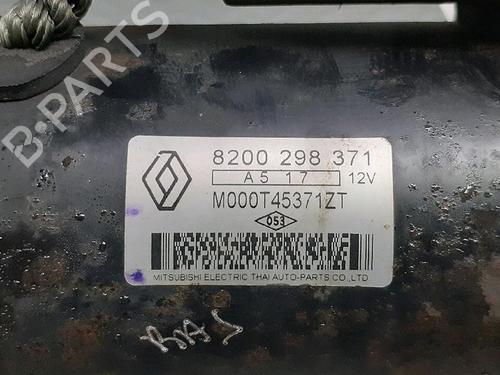 B-PARTS
8200 298 371
A5 17 12V
M000T45371ZT
053
MITSUBISHI ELECTRIC THAI AUTO-PARTS CO.,LTD